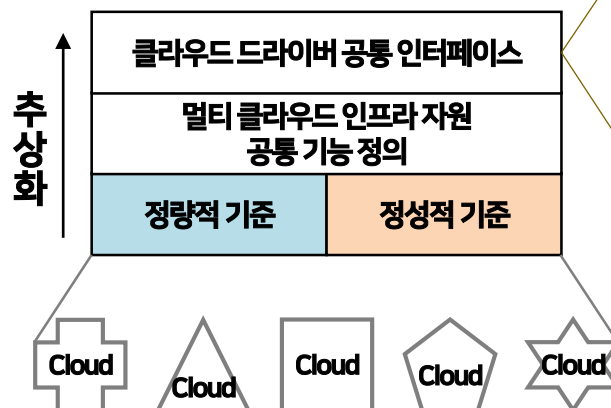 클라우드 드라이버 공통 인터페이스
멀티 클라우드 인프라 자원
공통 기능 정의
추상화
정량적 기준
정성적 기준
Cloud
Cloud
Cloud
Cloud
Cloud